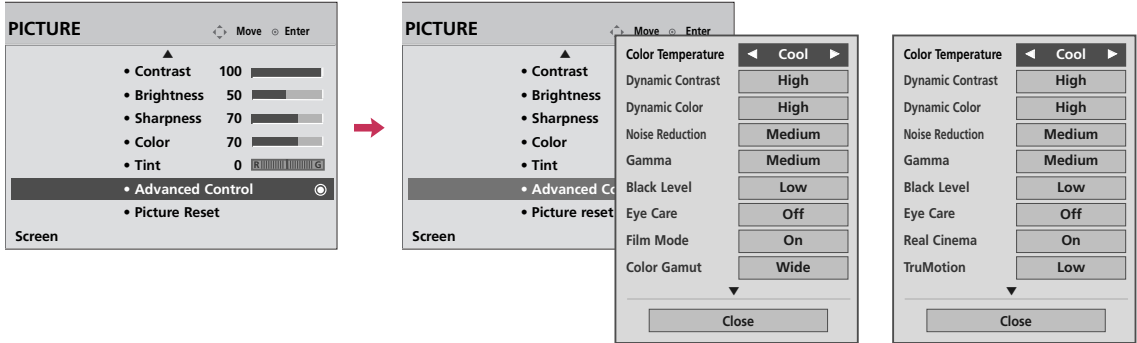 PICTURE
Move Enter
• Contrast 100
• Brightness 50
• Sharpness 70
• Color 70
• Tint 0 R G
• Advanced Control
• Picture Reset
Screen
PICTURE
Move Enter
• Contrast
• Brightness
• Sharpness
• Color
• Tint
• Advanced Co
• Picture reset
Screen
Color Temperature ◀ Cool ▶
Dynamic Contrast High
Dynamic Color High
Noise Reduction Medium
Gamma Medium
Black Level Low
Eye Care Off
Film Mode On
Color Gamut Wide
Close
Color Temperature ◀ Cool ▶
Dynamic Contrast High
Dynamic Color High
Noise Reduction Medium
Gamma Medium
Black Level Low
Eye Care Off
Real Cinema On
TruMotion Low
Close